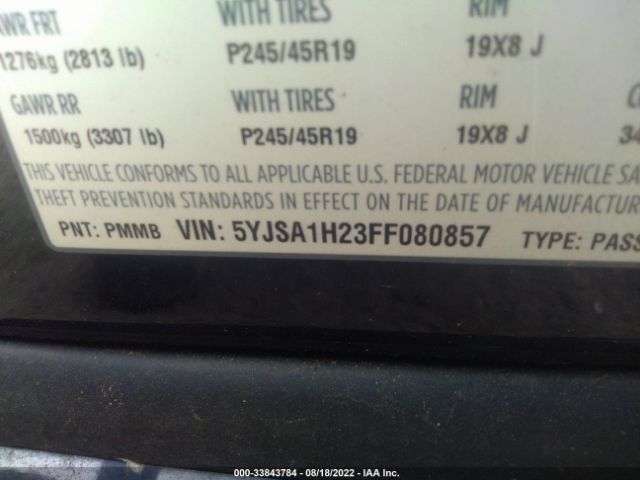 GAWR FRT WITH TIRES RIM
1276kg (2813 lb) P245/45R19 19X8 J
GAWR RR WITH TIRES RIM
1500kg (3307 lb) P245/45R19 19X8 J 34
THIS VEHICLE CONFORMS TO ALL APPLICABLE U.S. FEDERAL MOTOR VEHICLE SA
THEFT PREVENTION STANDARDS IN EFFECT ON THE DATE OF MANUFACTUR
PNT: PMMB VIN: 5YJSA1H23FF080857 TYPE: PASS
000-33843784 - 08/18/2022 - IAA Inc.